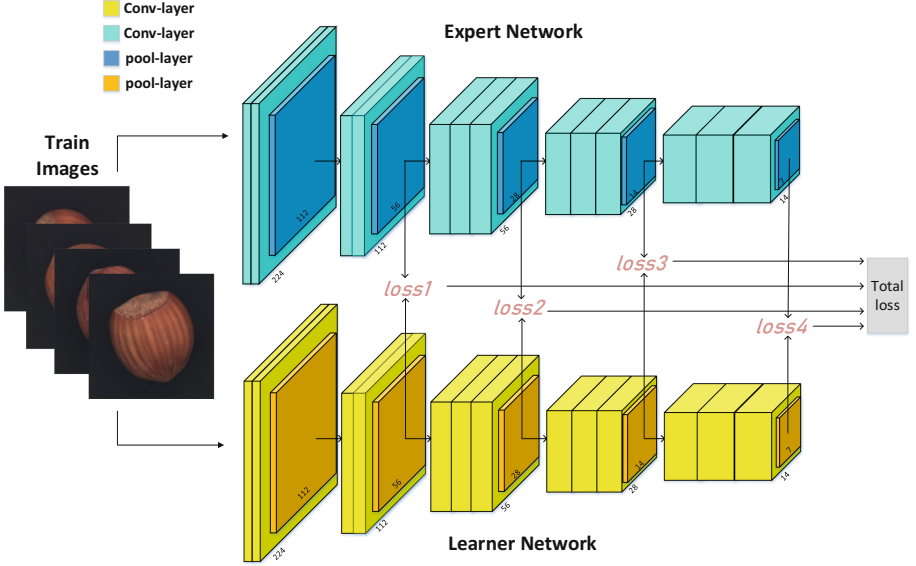 Conv-layer
Conv-layer
pool-layer
pool-layer
Expert Network
Train
Images
224
112
112
56
56
28
28
14
14
7
loss1
loss2
loss3
loss4
Total
loss
224
112
112
56
56
28
28
14
14
7
Learner Network